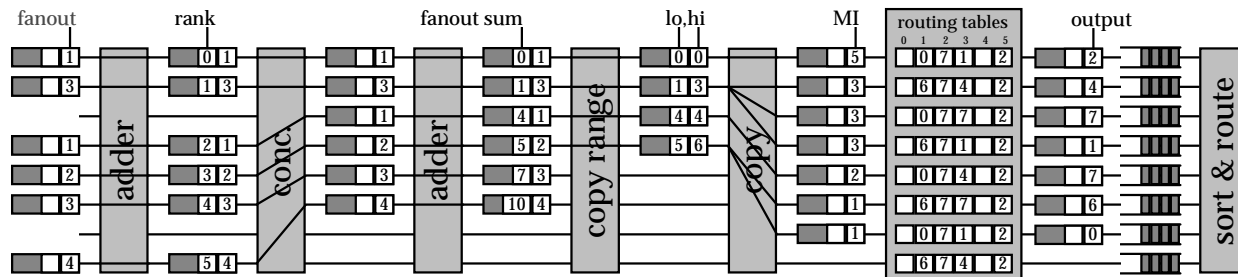 fanout rank fanout sum lo,hi MI routing tables output
0 1 2 3 4 5
1 0 1 1 0 1 0 0 5 0 7 1 2 2
3 1 3 3 1 3 1 3 3 6 7 4 2 4
1 4 1 4 4 3 6 7 7 2 7
1 2 1 2 5 2 5 6 3 6 7 1 2 1
2 3 2 3 7 3 2 0 7 4 2 7
3 4 3 4 10 4 1 6 7 7 2 6
1 0 7 1 2 0
4 5 4 6 7 4 2
adder
conc.
adder
copy range
copy
sort & route